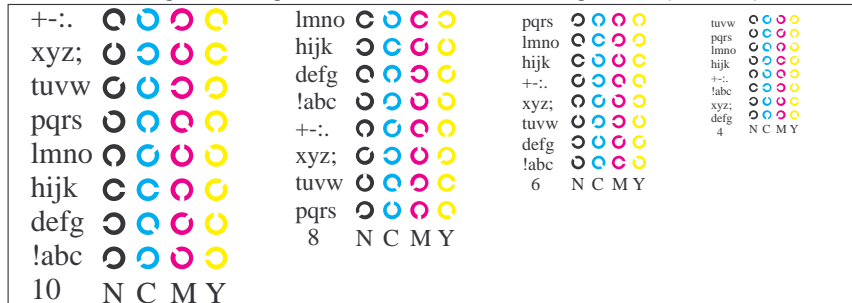 +-:.
xyz;
tuvw
pqrs
lmno
hijk
defg
!abc
10 N C M Y
lmno
hijk
defg
!abc
+-:.
xyz;
tuvw
pqrs
8 N C M Y
pqrs
lmno
hijk
+-:.
xyz;
tuvw
defg
!abc
6 N C M Y
tuvw
pqrs
lmno
hijk
+-:.
!abc
xyz;
defg
4 N C M Y